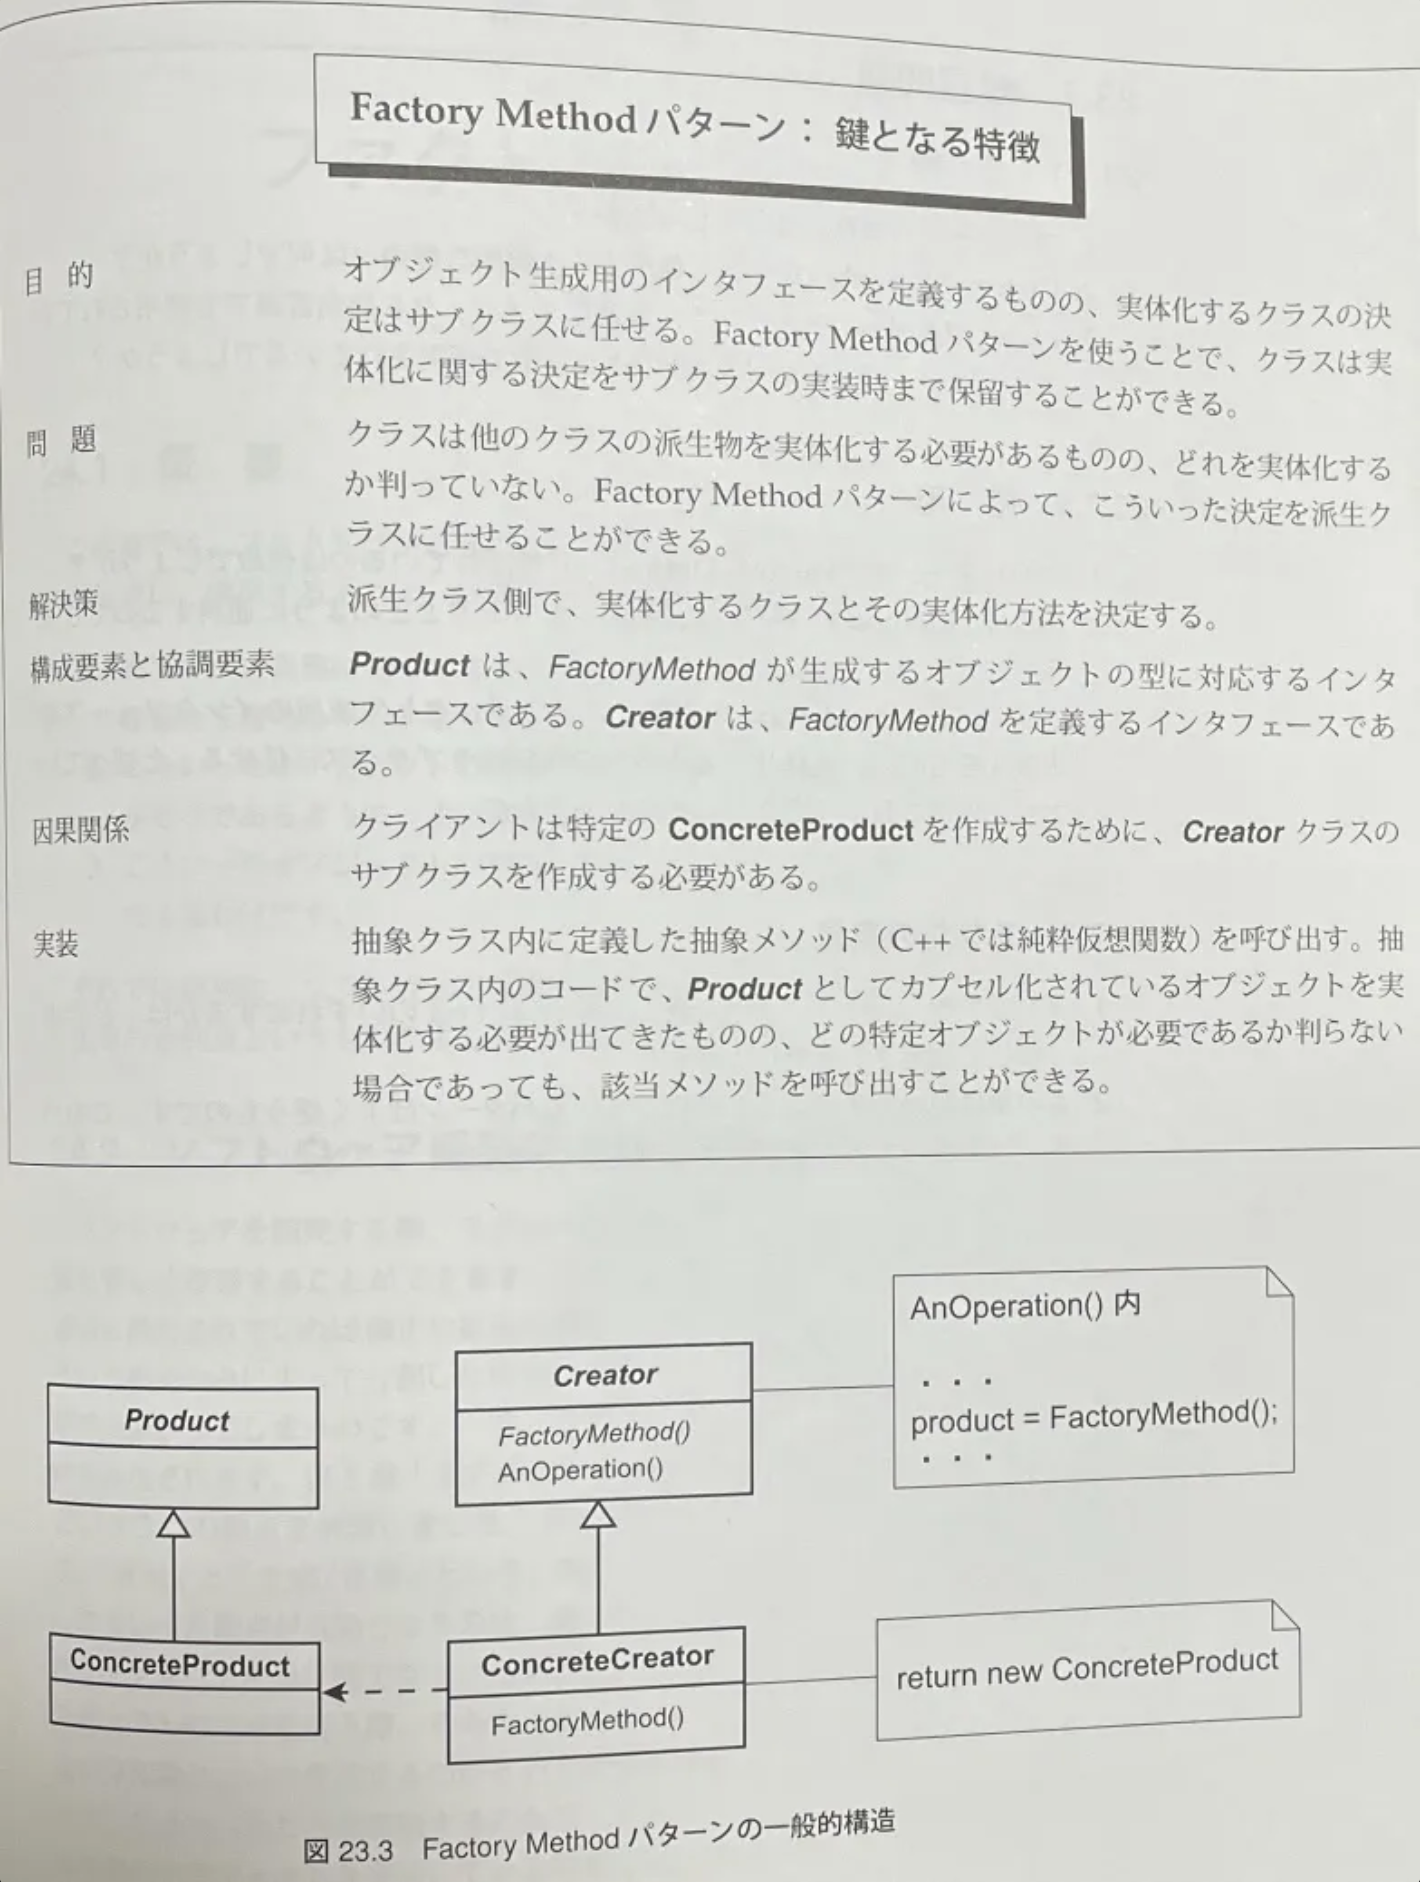 Factory Method パターン： 鍵となる特徴
目 的
オブジェクト生成用のインタフェースを定義するものの、実体化するクラスの決
定はサブクラスに任せる。Factory Method パターンを使うことで、クラスは実
体化に関する決定をサブクラスの実装時まで保留することができる。
問 題
クラスは他のクラスの派生物を実体化する必要があるものの、どれを実体化する
か判っていない。Factory Method パターンによって、こういった決定を派生ク
ラスに任せることができる。
解決策
派生クラス側で、実体化するクラスとその実体化方法を決定する。
構成要素と協調要素
Product は、FactoryMethod が生成するオブジェクトの型に対応するインタ
フェースである。Creator は、FactoryMethod を定義するインタフェースであ
る。
因果関係
クライアントは特定の ConcreteProduct を作成するために、Creator クラスの
サブクラスを作成する必要がある。
実装
抽象クラス内に定義した抽象メソッド（C++ では純粋仮想関数）を呼び出す。抽
象クラス内のコードで、Product としてカプセル化されているオブジェクトを実
体化する必要が出てきたものの、どの特定オブジェクトが必要であるか判らない
場合であっても、該当メソッドを呼び出すことができる。
Product
Creator
FactoryMethod()
AnOperation()
AnOperation() 内
. . .
product = FactoryMethod();
. . .
ConcreteProduct
ConcreteCreator
FactoryMethod()
return new ConcreteProduct
図 23.3 Factory Method パターンの一般的構造